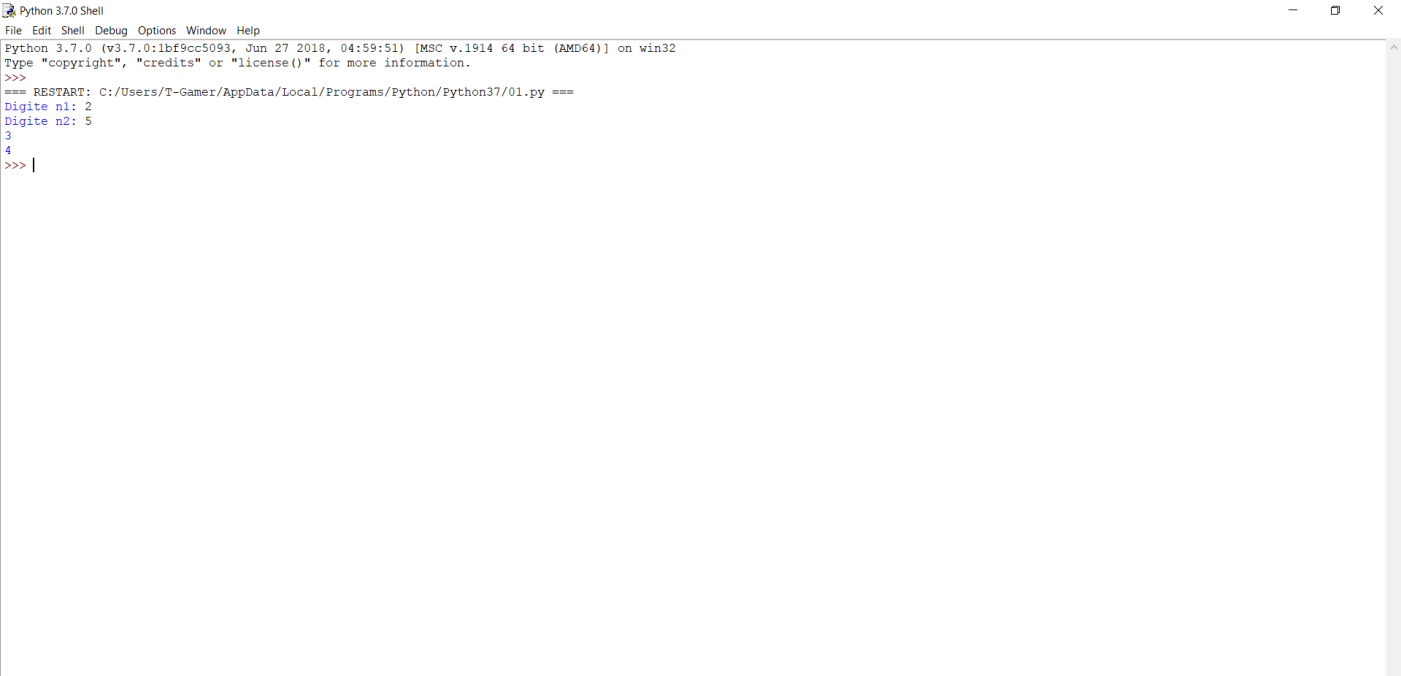 Python 3.7.0 Shell
File Edit Shell Debug Options Window Help
Python 3.7.0 (v3.7.0:1bf9cc5093, Jun 27 2018, 04:59:51) [MSC v.1914 64 bit (AMD64)] on win32
Type "copyright", "credits" or "license()" for more information.
>>>
=== RESTART: C:/Users/T-Gamer/AppData/Local/Programs/Python/Python37/01.py ===
Digite n1: 2
Digite n2: 5
3
4
>>>